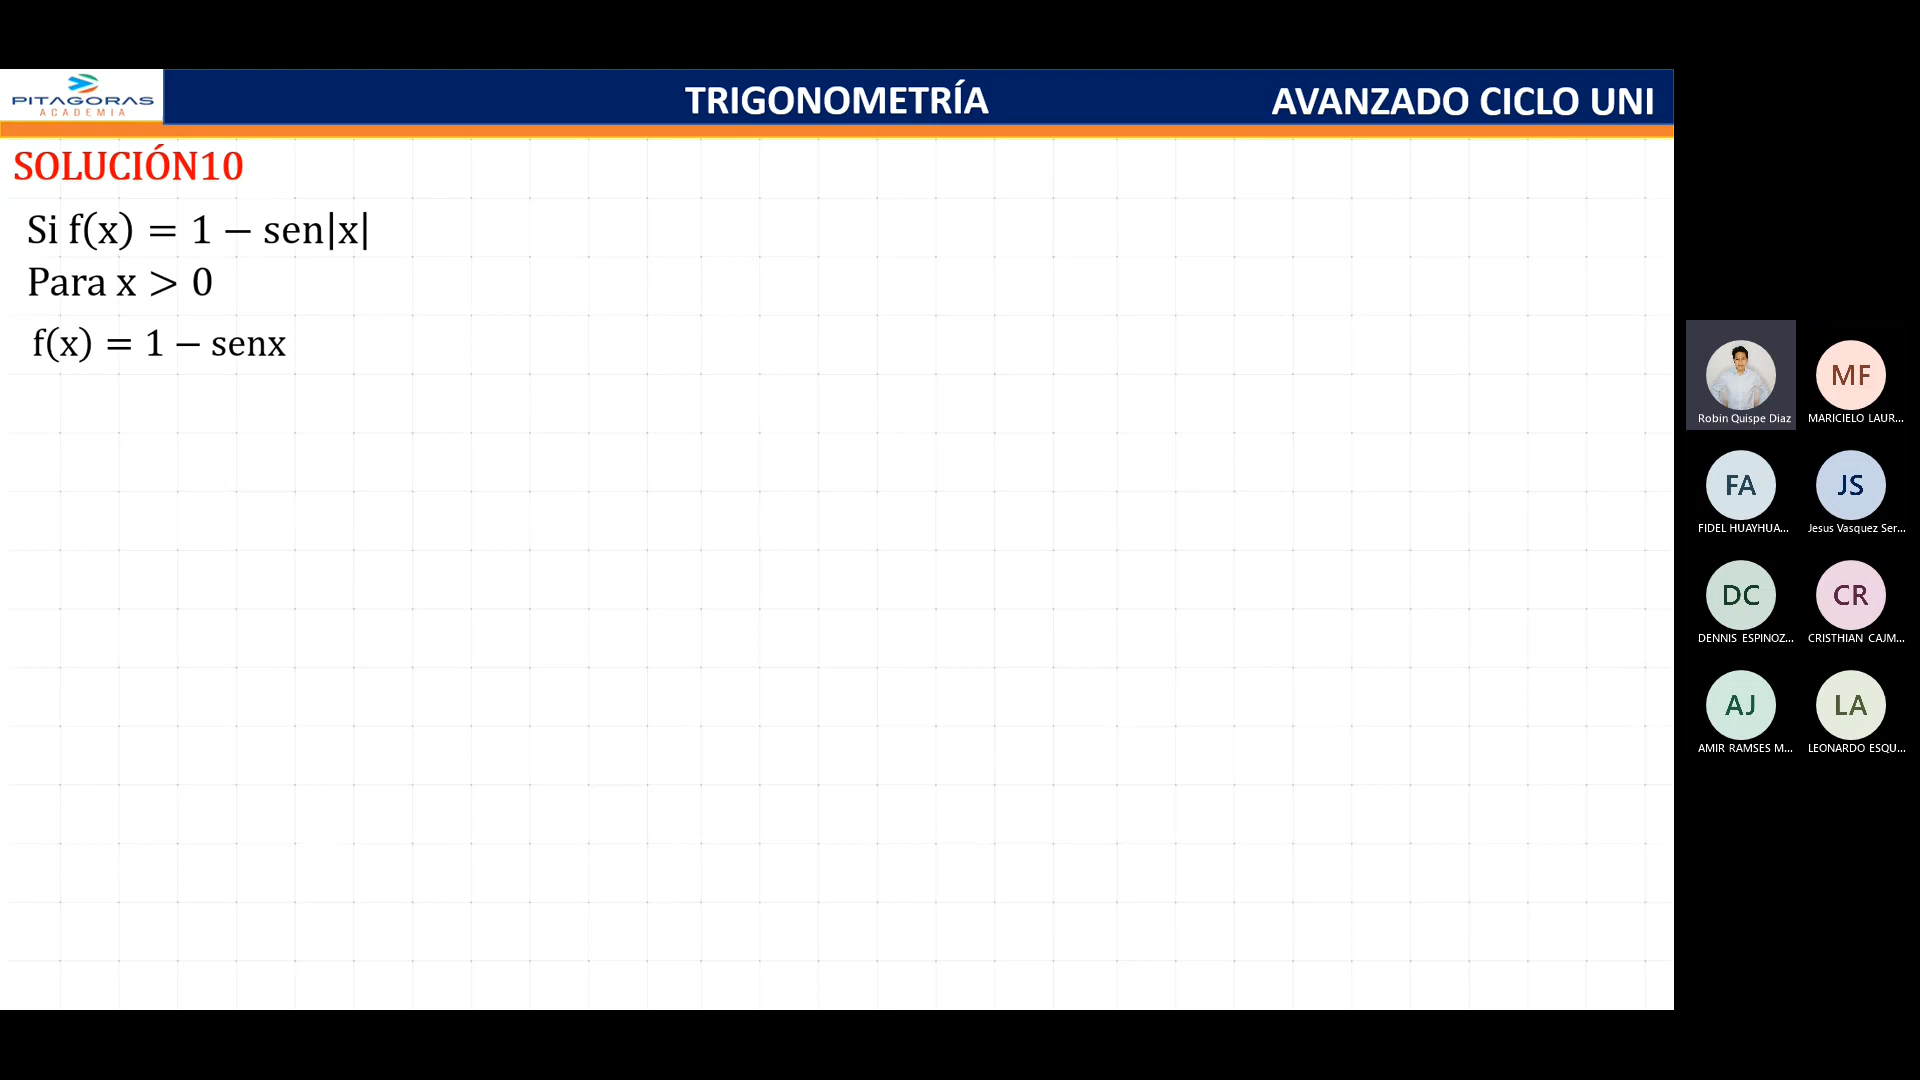 PITAGORAS
ACADEMIA
TRIGONOMETRÍA
AVANZADO CICLO UNI
SOLUCIÓN10
Si f(x) = 1 − sen|x|
Para x > 0
f(x) = 1 − senx
Robin Quispe Diaz
MF
MARICIELO LAUR...
FA
FIDEL HUAYHUA...
JS
Jesus Vasquez Ser...
DC
DENNIS ESPINOZ...
CR
CRISTHIAN CAJM...
AJ
AMIR RAMSES M...
LA
LEONARDO ESQU...